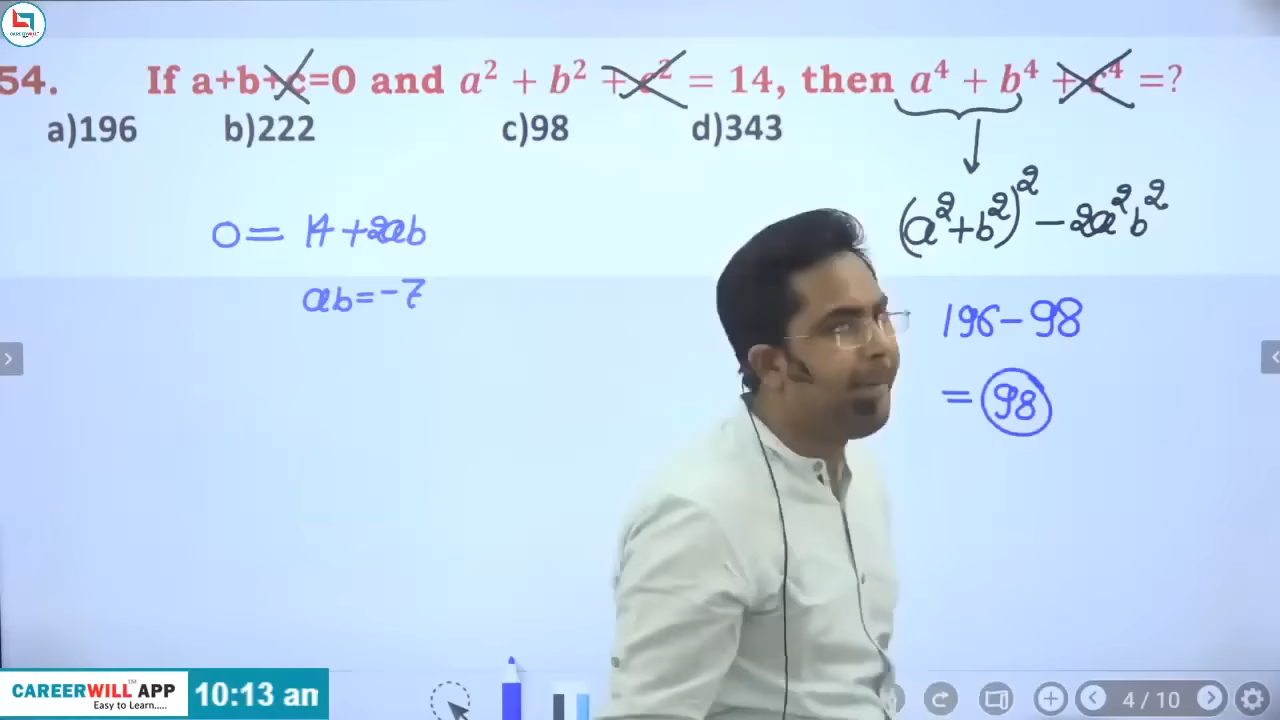 CAREERWILL
54. If a+b+c=0 and a² + b² + c² = 14, then a⁴ + b⁴ + c⁴ =?
a)196 b)222 c)98 d)343
(a²+b²)² - 2a²b²
0 = 14 + 2ab
ab = -7
196 - 98
= 98
CAREERWILL APP
TM
Easy to Learn.....
10:13 am
4 / 10